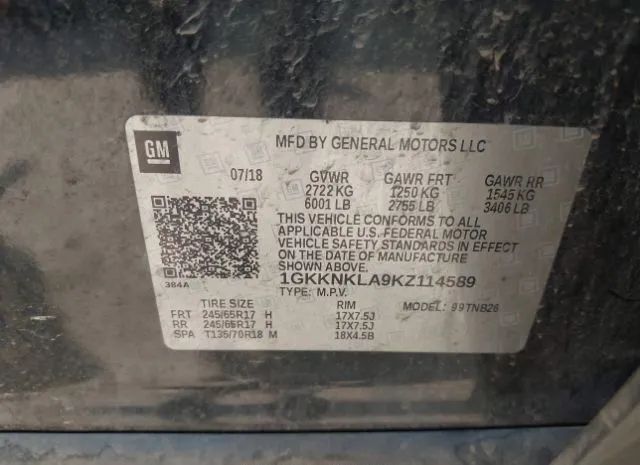 GM
MFD BY GENERAL MOTORS LLC
07/18 GVWR GAWR FRT GAWR RR
2722 KG 1250 KG 1545 KG
6001 LB 2755 LB 3406 LB
THIS VEHICLE CONFORMS TO ALL
APPLICABLE U.S. FEDERAL MOTOR
VEHICLE SAFETY STANDARDS IN EFFECT
ON THE DATE OF MANUFACTURE
SHOWN ABOVE.
384A
1GKKNKLA9KZ114589
TYPE: M.P.V. MODEL: 99TNB26
TIRE SIZE RIM
FRT 245/65R17 H 17X7.5J
RR 245/65R17 H 17X7.5J
SPA T135/70R18 M 18X4.5B